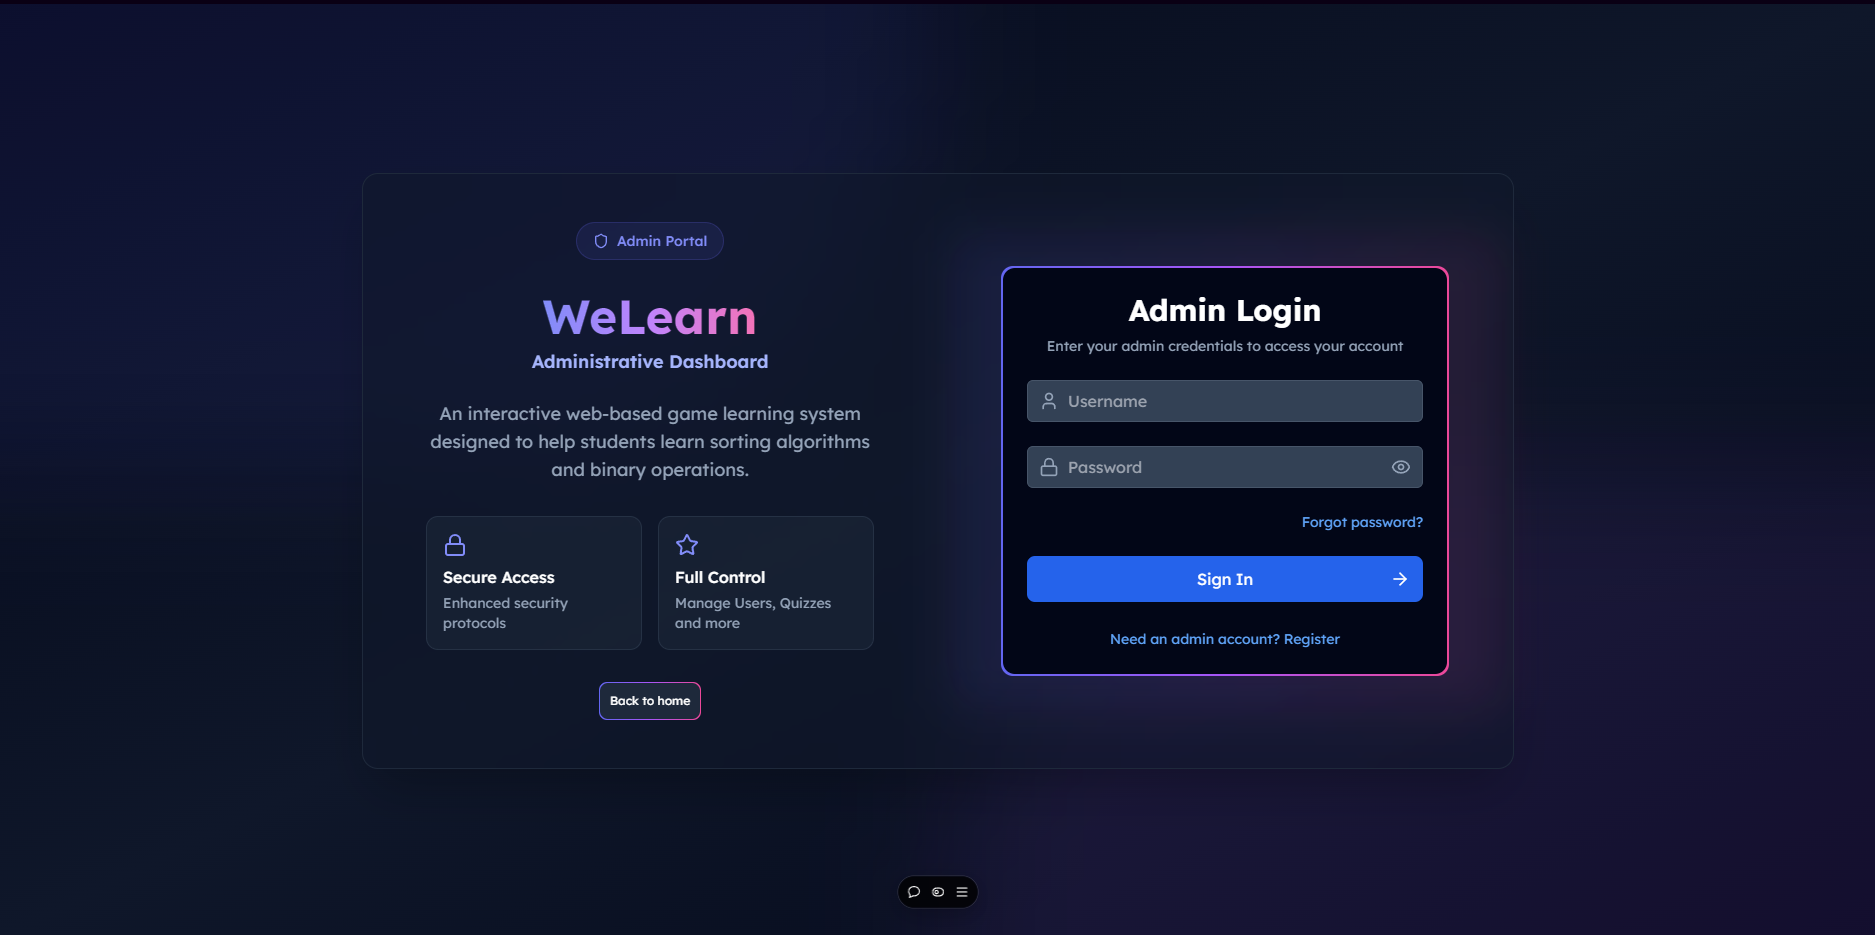 Admin Portal
WeLearn
Administrative Dashboard
An interactive web-based game learning system
designed to help students learn sorting algorithms
and binary operations.
Secure Access
Enhanced security
protocols
Full Control
Manage Users, Quizzes
and more
Back to home
Admin Login
Enter your admin credentials to access your account
Username
Password
Forgot password?
Sign In
Need an admin account? Register